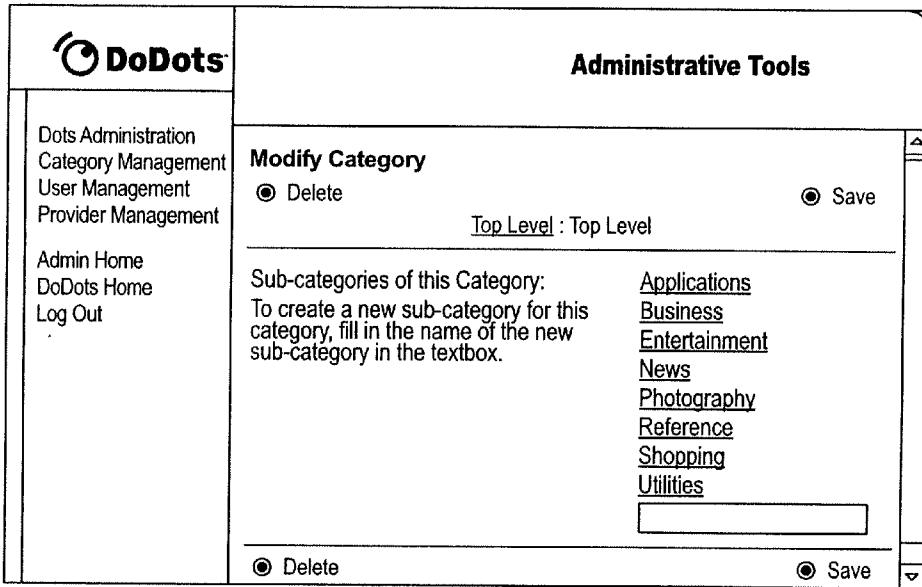 DoDots
Administrative Tools
Dots Administration
Category Management
User Management
Provider Management
Admin Home
DoDots Home
Log Out
Modify Category
Delete
Save
Top Level : Top Level
Sub-categories of this Category:
To create a new sub-category for this
category, fill in the name of the new
sub-category in the textbox.
Applications
Business
Entertainment
News
Photography
Reference
Shopping
Utilities
Delete
Save